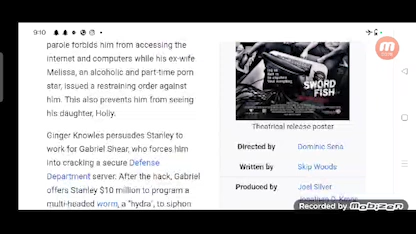 9:10
parole forbids him from accessing the
internet and computers while his ex-wife
Melissa, an alcoholic and part-time porn
star, issued a restraining order against
him. This also prevents him from seeing
his daughter, Holly.
Ginger Knowles persuades Stanley to
work for Gabriel Shear, who forces him
into cracking a secure Defense
Department server. After the hack, Gabriel
offers Stanley $10 million to program a
multi-headed worm, a "hydra", to siphon
SWORD
FISH
Theatrical release poster
Directed by Dominic Sena
Written by Skip Woods
Produced by Joel Silver
Recorded by Mobizen